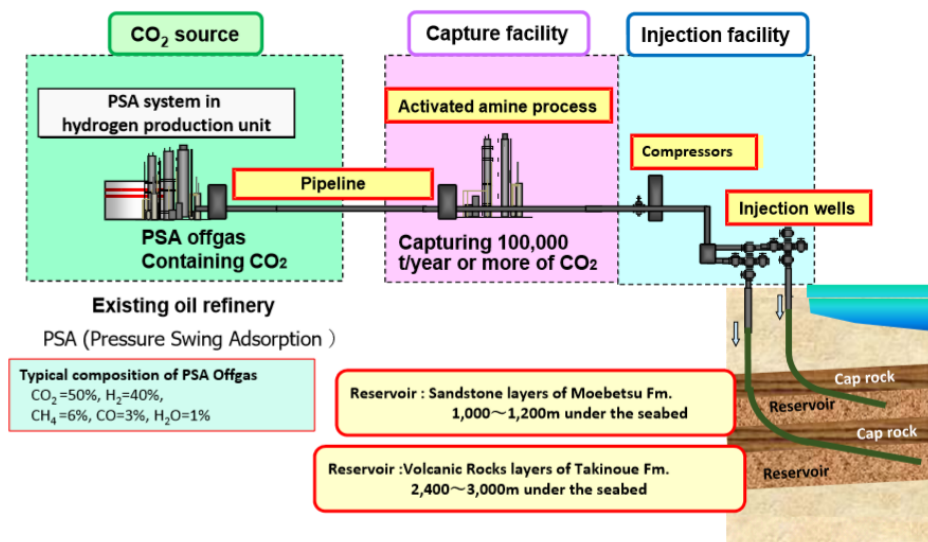 CO₂ source
Capture facility
Injection facility
PSA system in
hydrogen production unit
Activated amine process
Compressors
Pipeline
Injection wells
PSA offgas
Containing CO₂
Capturing 100,000
t/year or more of CO₂
Existing oil refinery
PSA (Pressure Swing Adsorption )
Typical composition of PSA Offgas
CO₂ =50%, H₂=40%,
CH₄=6%, CO=3%, H₂O=1%
Reservoir : Sandstone layers of Moebetsu Fm.
1,000～1,200m under the seabed
Cap rock
Reservoir
Cap rock
Reservoir :Volcanic Rocks layers of Takinoue Fm.
2,400～3,000m under the seabed
Reservoir